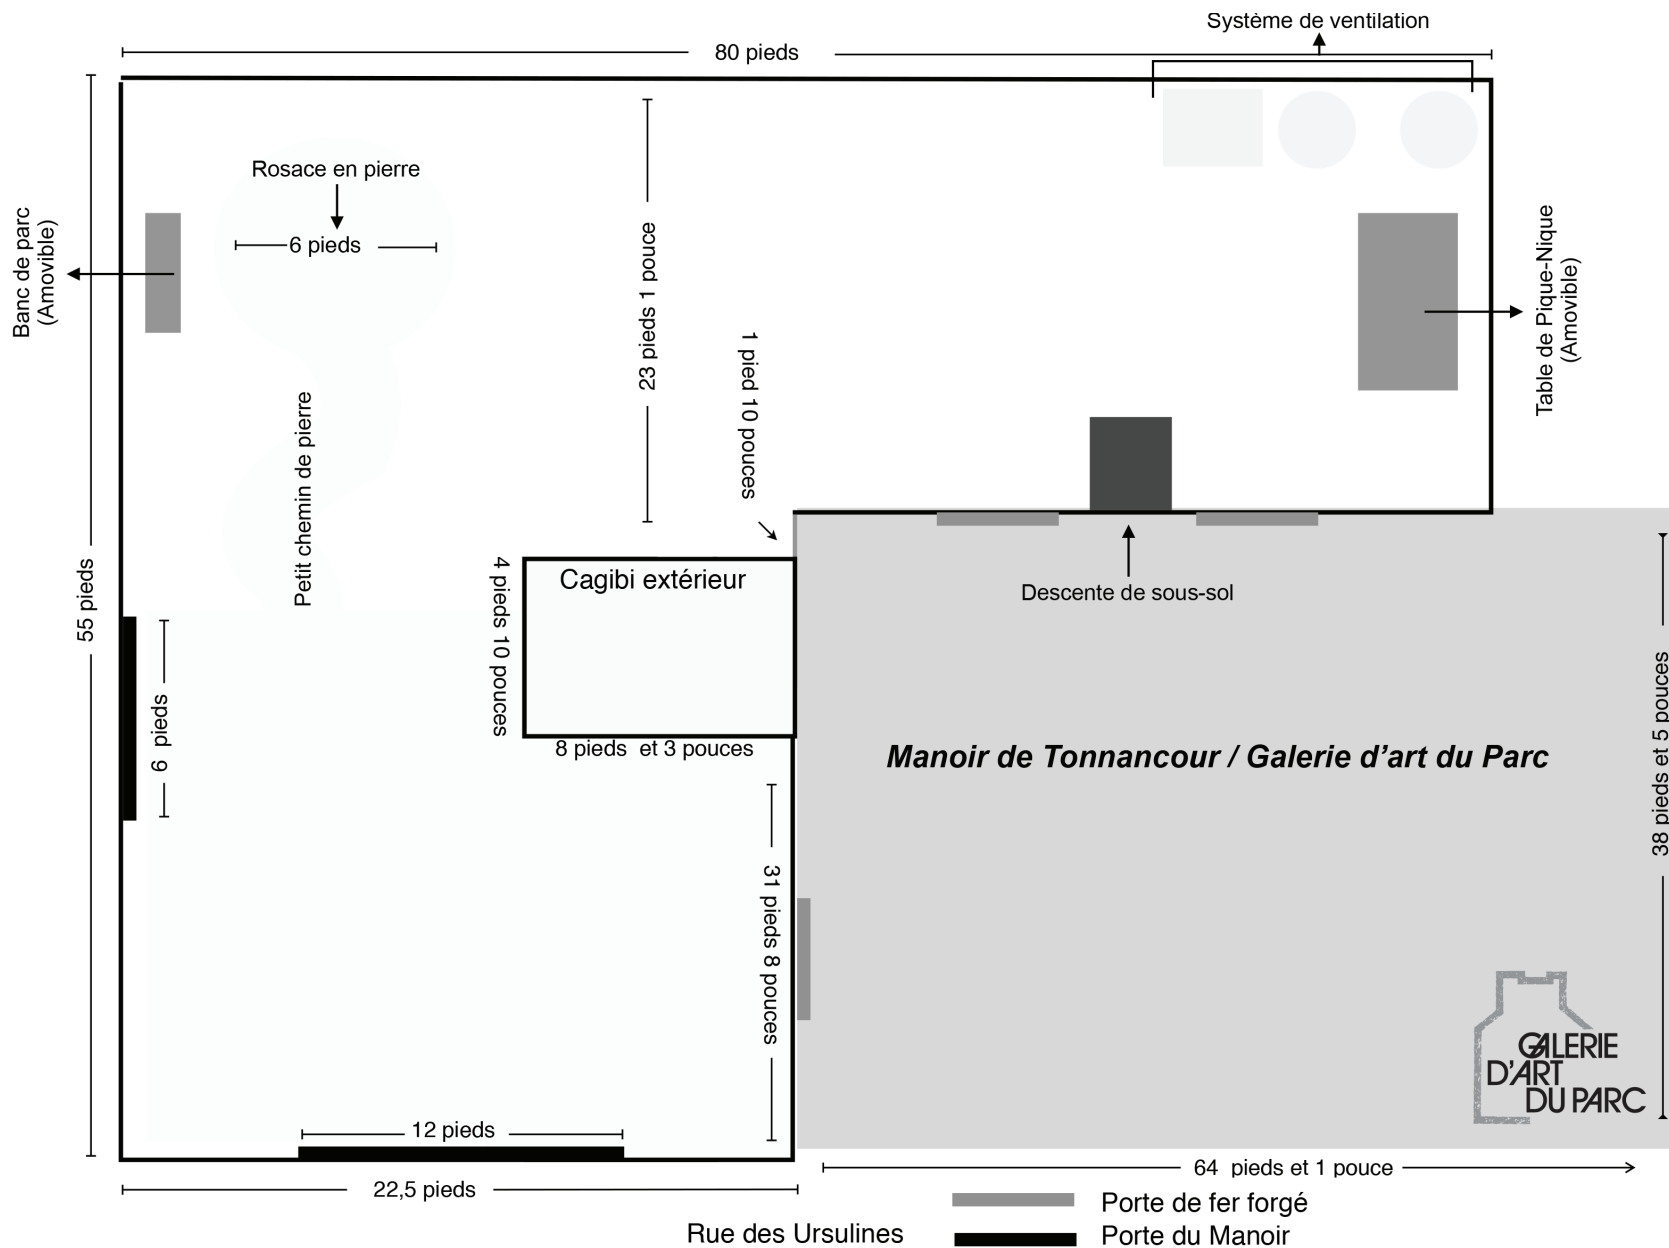 Système de ventilation
80 pieds
Rosace en pierre
6 pieds
Banc de parc
(Amovible)
23 pieds 1 pouce
1 pied 10 pouces
Table de Pique-Nique
(Amovible)
Petit chemin de pierre
55 pieds
4 pieds 10 pouces
Cagibi extérieur
8 pieds et 3 pouces
Descente de sous-sol
6 pieds
Manoir de Tonnancour / Galerie d'art du Parc
38 pieds et 5 pouces
31 pieds 8 pouces
GALERIE
D'ART
DU PARC
12 pieds
64 pieds et 1 pouce
22,5 pieds
Porte de fer forgé
Rue des Ursulines
Porte du Manoir